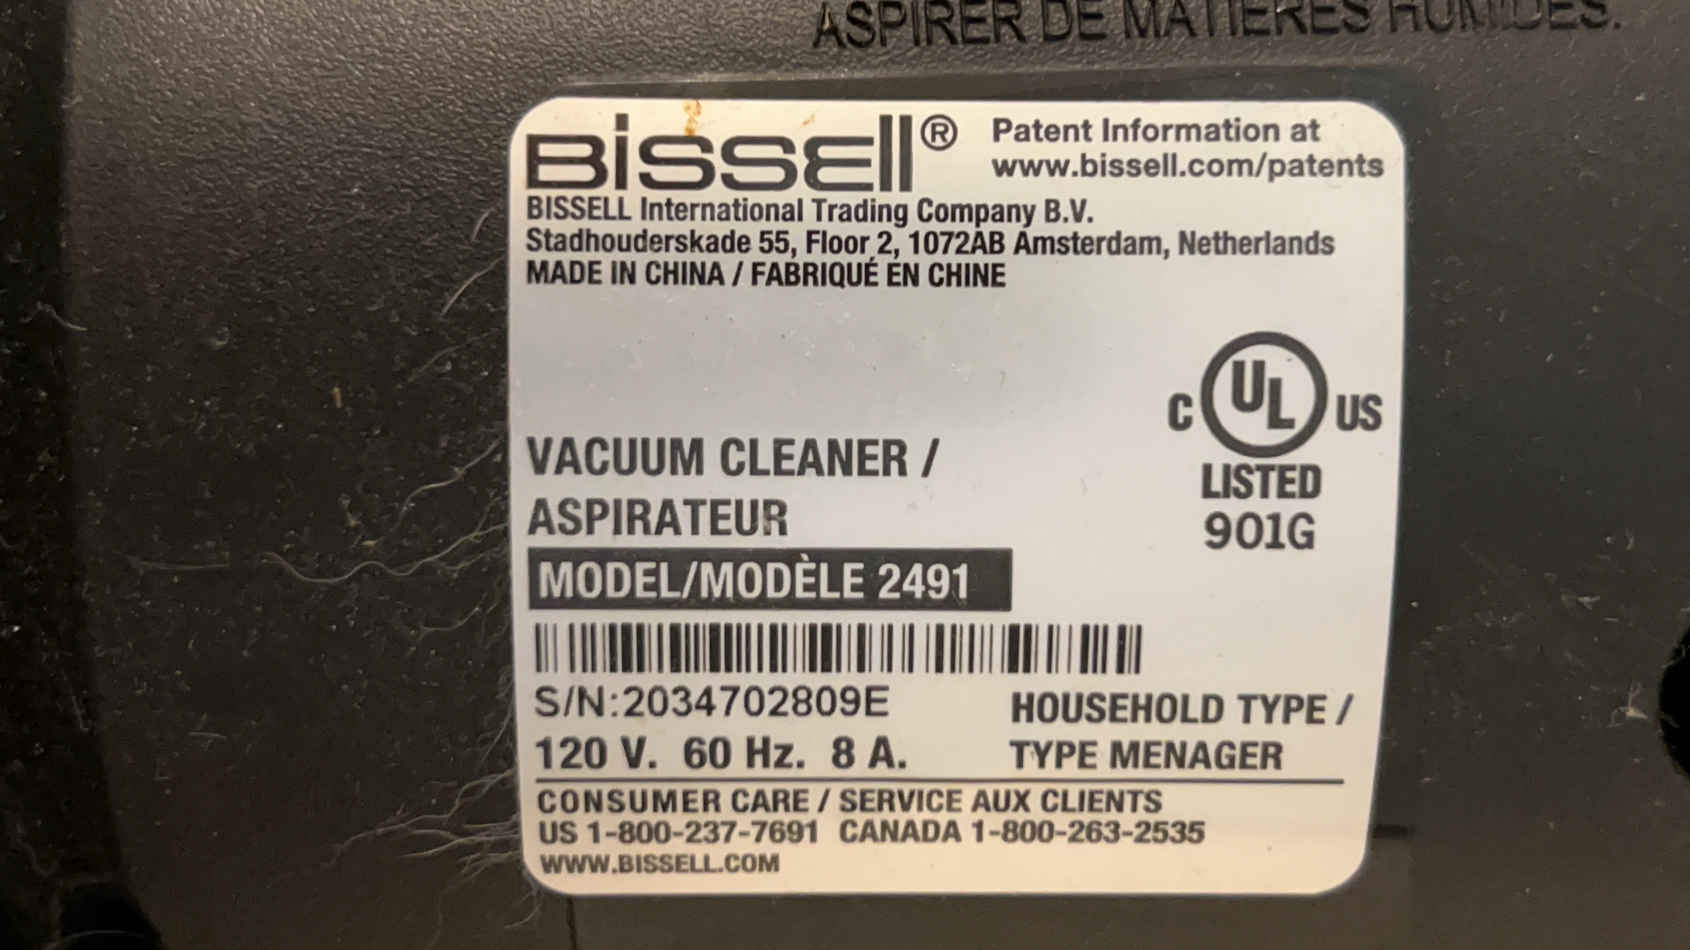 ASPIRER DE MATIÈRES HUMIDES.
BISSELL® Patent Information at
www.bissell.com/patents
BISSELL International Trading Company B.V.
Stadhouderskade 55, Floor 2, 1072AB Amsterdam, Netherlands
MADE IN CHINA / FABRIQUÉ EN CHINE
C UL US
LISTED
901G
VACUUM CLEANER /
ASPIRATEUR
MODEL/MODÈLE 2491
S/N:2034702809E
120 V. 60 Hz. 8 A.
HOUSEHOLD TYPE /
TYPE MENAGER
CONSUMER CARE / SERVICE AUX CLIENTS
US 1-800-237-7691 CANADA 1-800-263-2535
WWW.BISSELL.COM